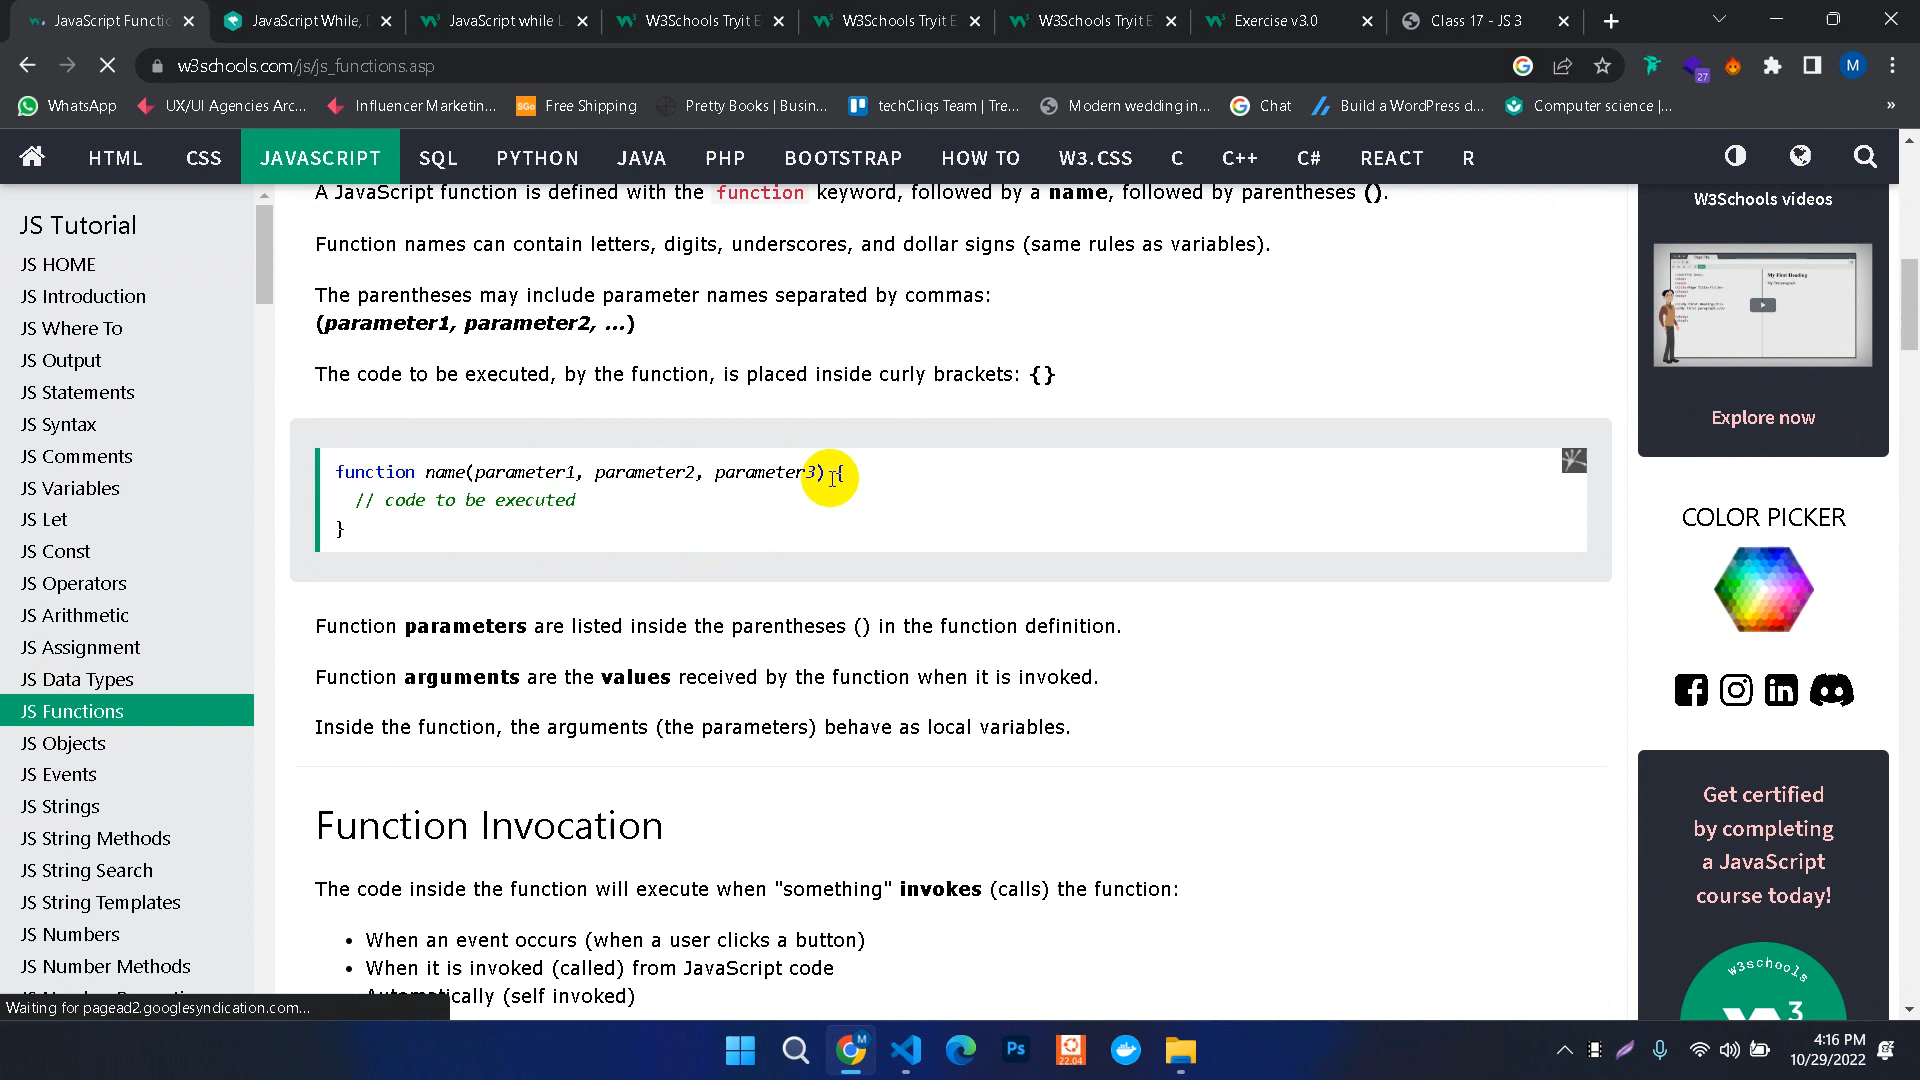 JavaScript Functio
JavaScript While, D
JavaScript while L
W3Schools Tryit E
W3Schools Tryit E
W3Schools Tryit E
Exercise v3.0
Class 17 - JS 3
w3schools.com/js/js_functions.asp
27
M
WhatsApp
UX/UI Agencies Arc...
Influencer Marketin...
SGo
Free Shipping
Pretty Books | Busin...
techCliqs Team | Tre...
Modern wedding in...
Chat
Build a WordPress d...
Computer science |...
»
HTML CSS JAVASCRIPT SQL PYTHON JAVA PHP BOOTSTRAP HOW TO W3.CSS C C++ C# REACT R
JS Tutorial
JS HOME
JS Introduction
JS Where To
JS Output
JS Statements
JS Syntax
JS Comments
JS Variables
JS Let
JS Const
JS Operators
JS Arithmetic
JS Assignment
JS Data Types
JS Functions
JS Objects
JS Events
JS Strings
JS String Methods
JS String Search
JS String Templates
JS Numbers
JS Number Methods
A JavaScript function is defined with the function keyword, followed by a name, followed by parentheses ().
Function names can contain letters, digits, underscores, and dollar signs (same rules as variables).
The parentheses may include parameter names separated by commas:
(parameter1, parameter2, ...)
The code to be executed, by the function, is placed inside curly brackets: {}
function name(parameter1, parameter2, parameter3) {
// code to be executed
}
Function parameters are listed inside the parentheses () in the function definition.
Function arguments are the values received by the function when it is invoked.
Inside the function, the arguments (the parameters) behave as local variables.
Function Invocation
The code inside the function will execute when "something" invokes (calls) the function:
• When an event occurs (when a user clicks a button)
• When it is invoked (called) from JavaScript code
Automatically (self invoked)
W3Schools videos
Explore now
COLOR PICKER
Get certified
by completing
a JavaScript
course today!
w3schools
3
Waiting for pagead2.googlesyndication.com...
M
Ps
22.04
4:16 PM
10/29/2022